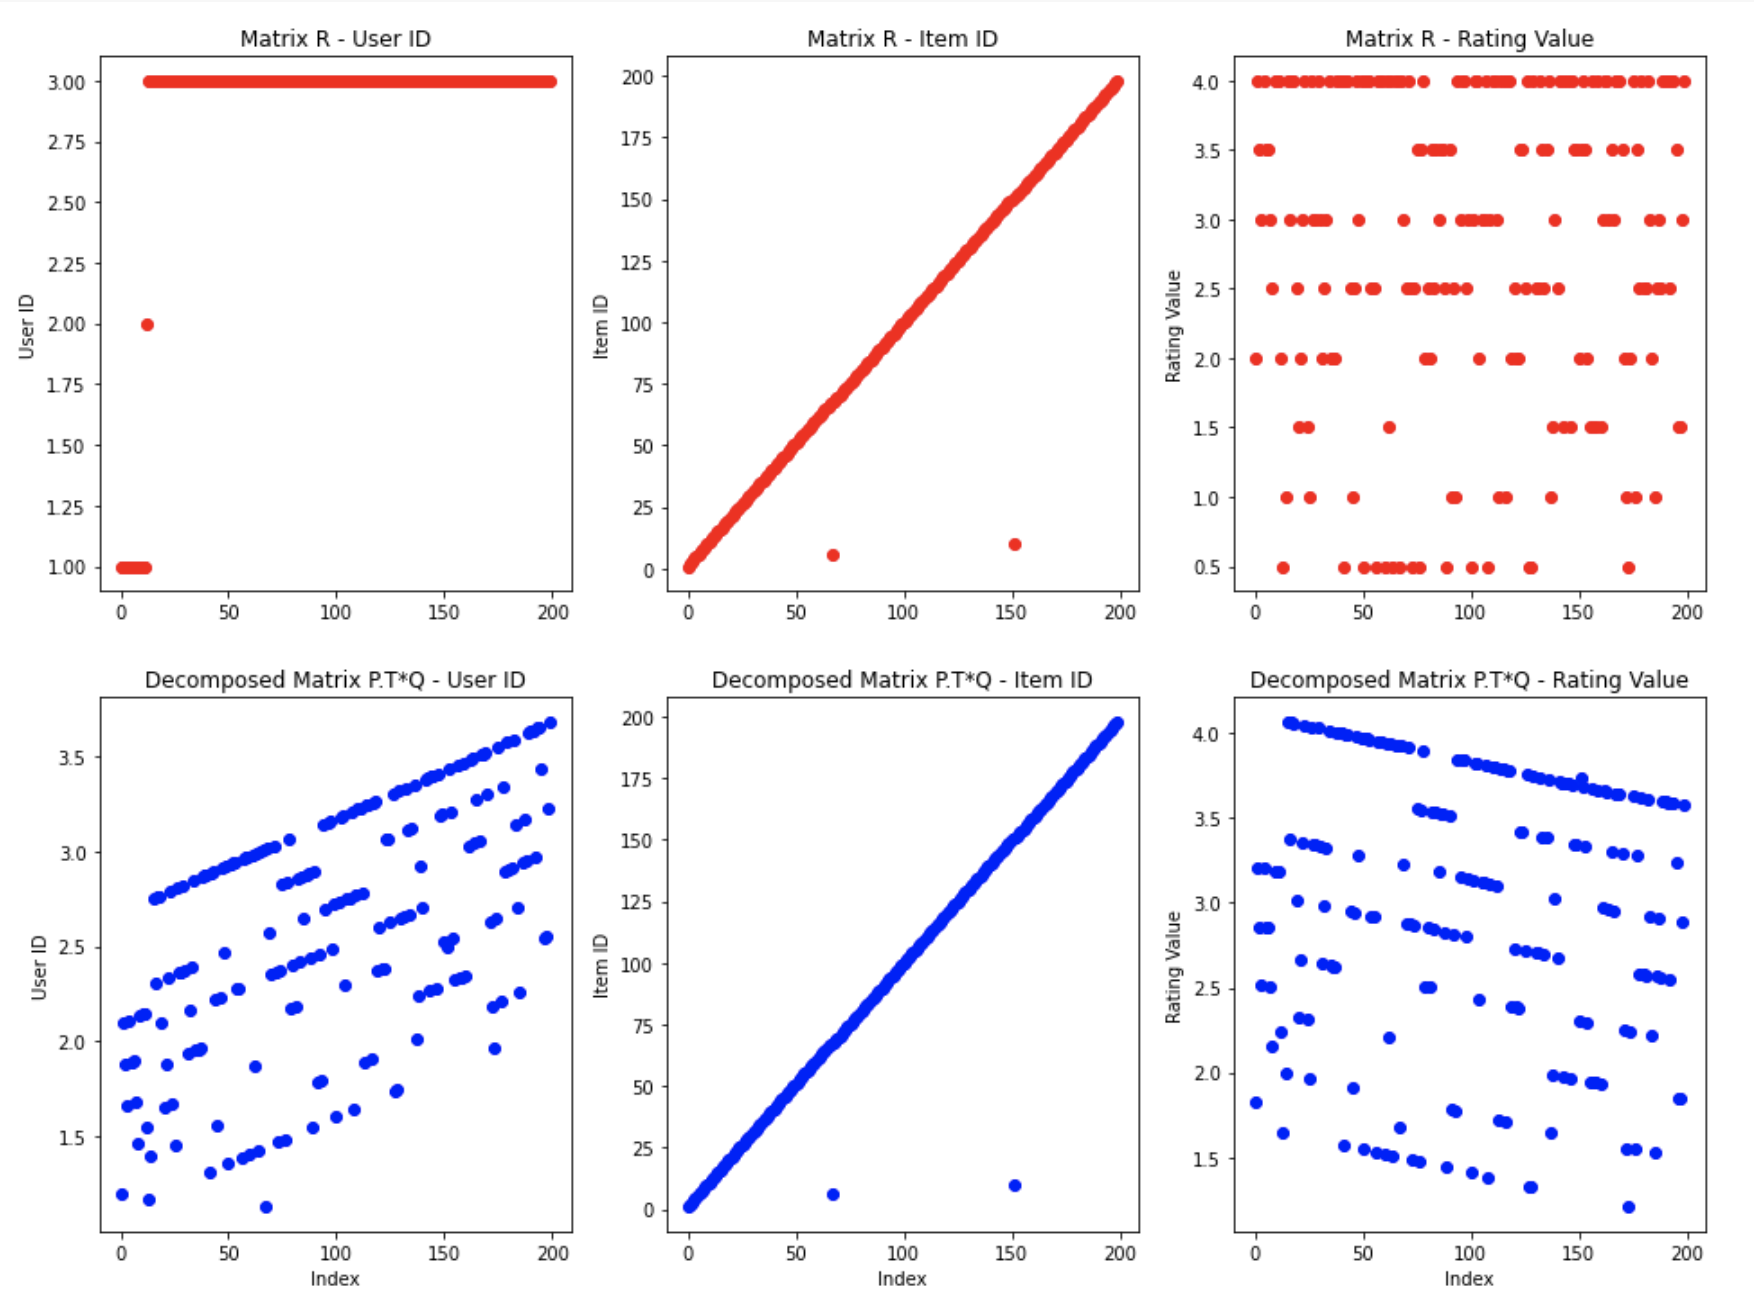 Matrix R - User ID
User ID
3.00
2.75
2.50
2.25
2.00
1.75
1.50
1.25
1.00
0 50 100 150 200
Matrix R - Item ID
Item ID
200
175
150
125
100
75
50
25
0
0 50 100 150 200
Matrix R - Rating Value
Rating Value
4.0
3.5
3.0
2.5
2.0
1.5
1.0
0.5
0 50 100 150 200
Decomposed Matrix P.T*Q - User ID
User ID
3.5
3.0
2.5
2.0
1.5
0 50 100 150 200
Index
Decomposed Matrix P.T*Q - Item ID
Item ID
200
175
150
125
100
75
50
25
0
0 50 100 150 200
Index
Decomposed Matrix P.T*Q - Rating Value
Rating Value
4.0
3.5
3.0
2.5
2.0
1.5
0 50 100 150 200
Index